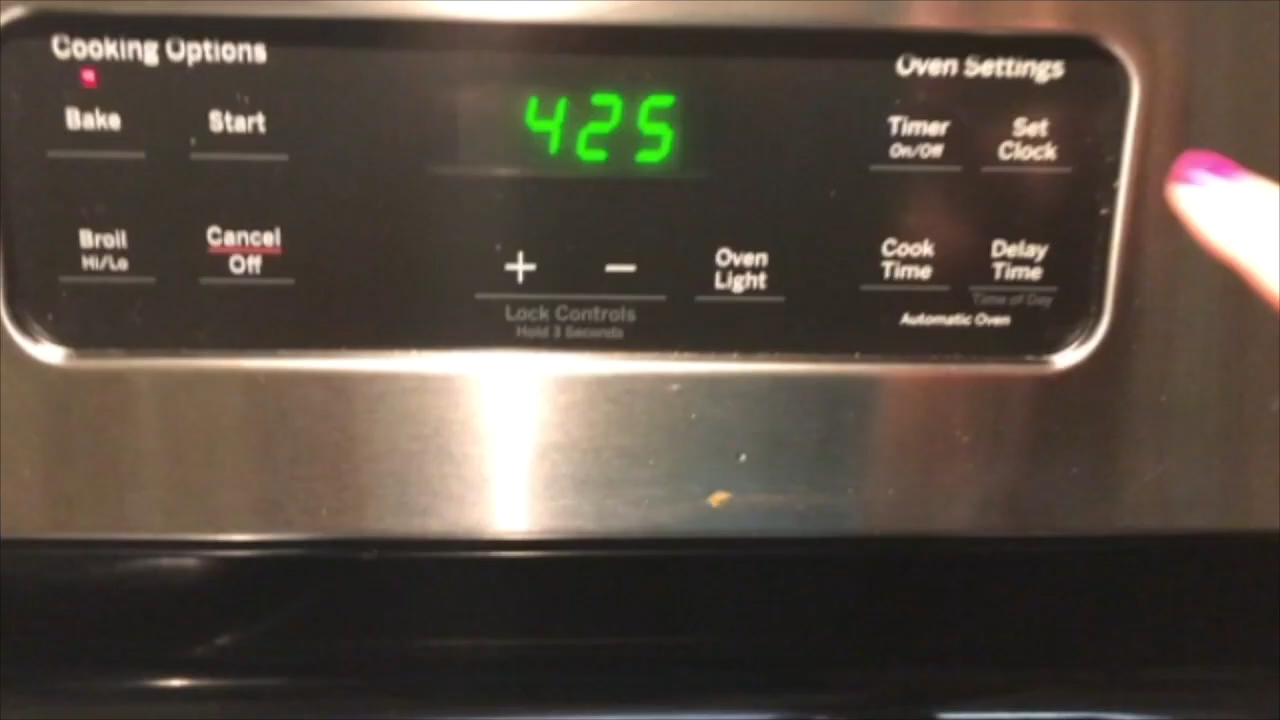 Cooking Options
Oven Settings
425
Bake
Start
Timer
On/Off
Set
Clock
Broil
Hi/Lo
Cancel
Off
+
−
Oven
Light
Cook
Time
Delay
Time
Time of Day
Lock Controls
Hold 3 Seconds
Automatic Oven